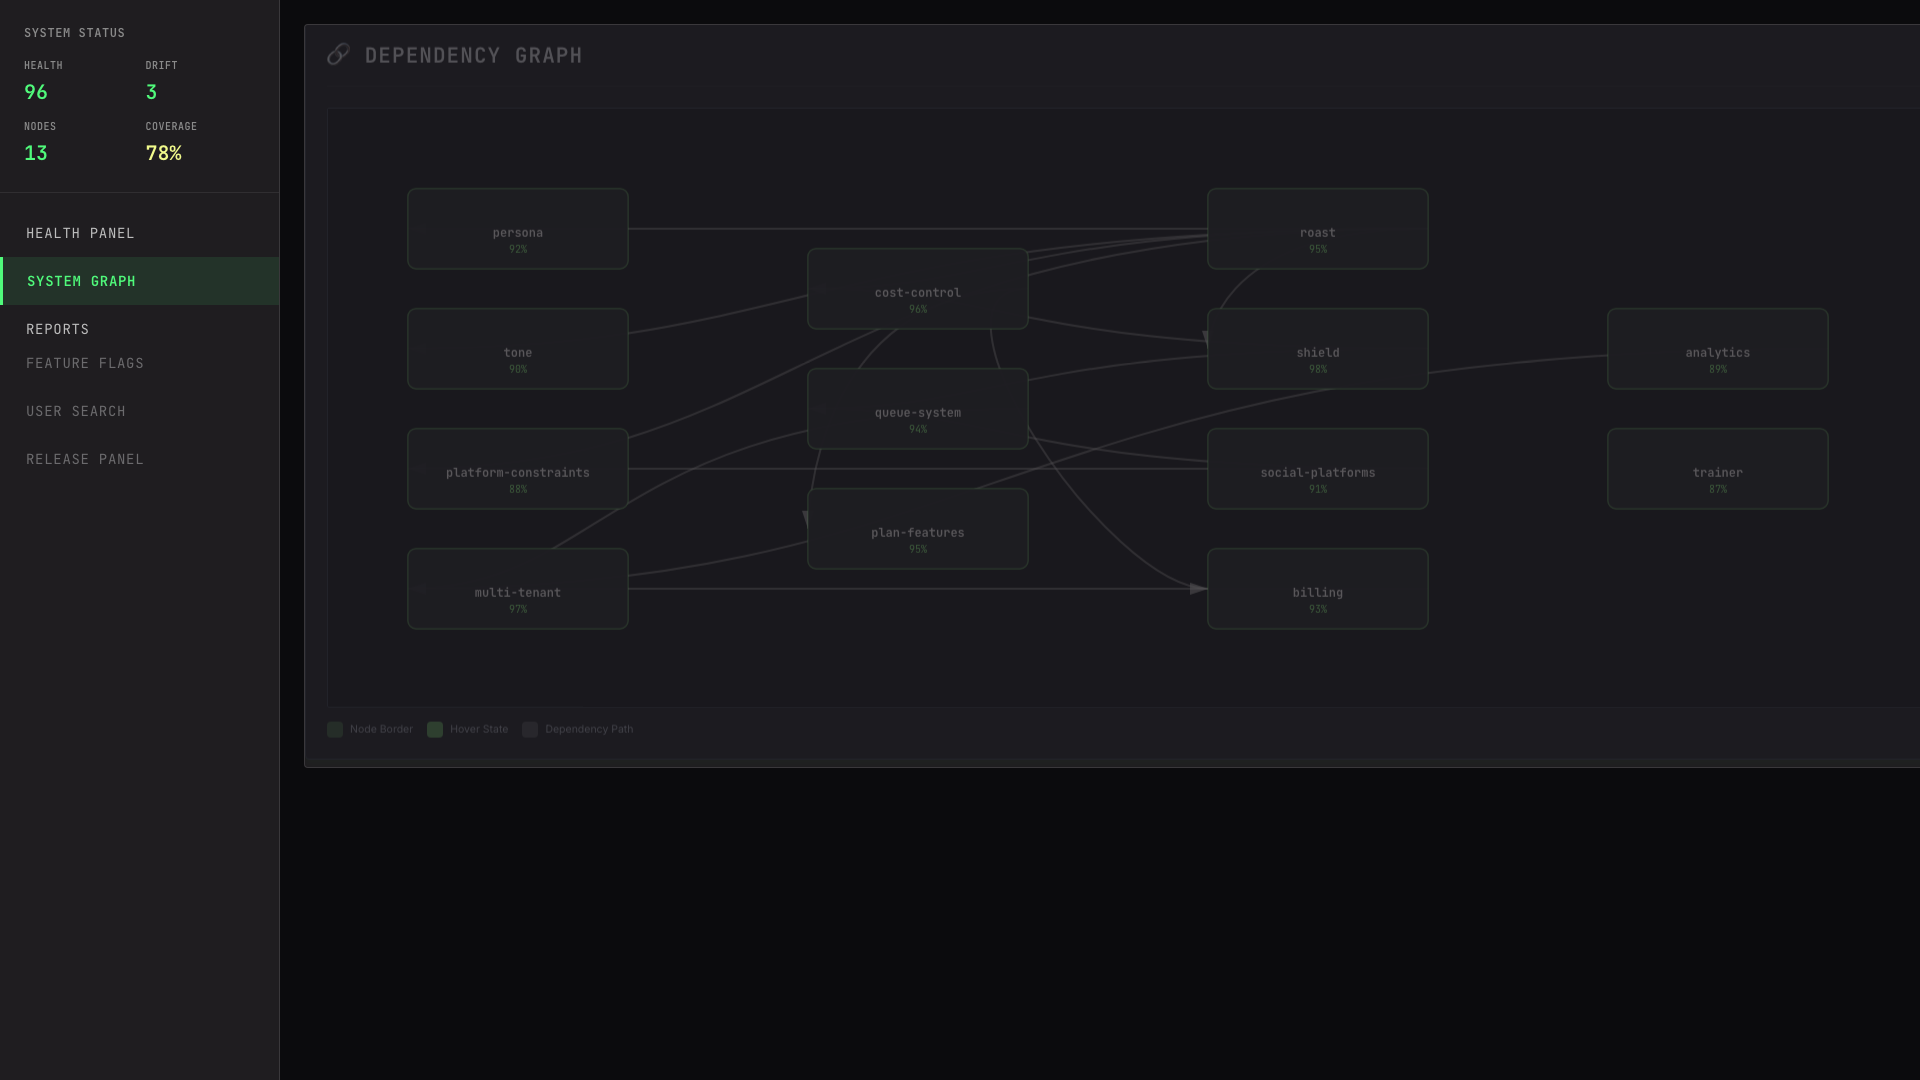 SYSTEM STATUS
HEALTH DRIFT
96 3
NODES COVERAGE
13 78%
HEALTH PANEL
SYSTEM GRAPH
REPORTS
FEATURE FLAGS
USER SEARCH
RELEASE PANEL
DEPENDENCY GRAPH
persona
92%
roast
95%
cost-control
96%
tone
90%
shield
98%
analytics
89%
queue-system
94%
platform-constraints
88%
social-platforms
91%
trainer
87%
plan-features
95%
multi-tenant
97%
billing
93%
Node Border Hover State Dependency Path